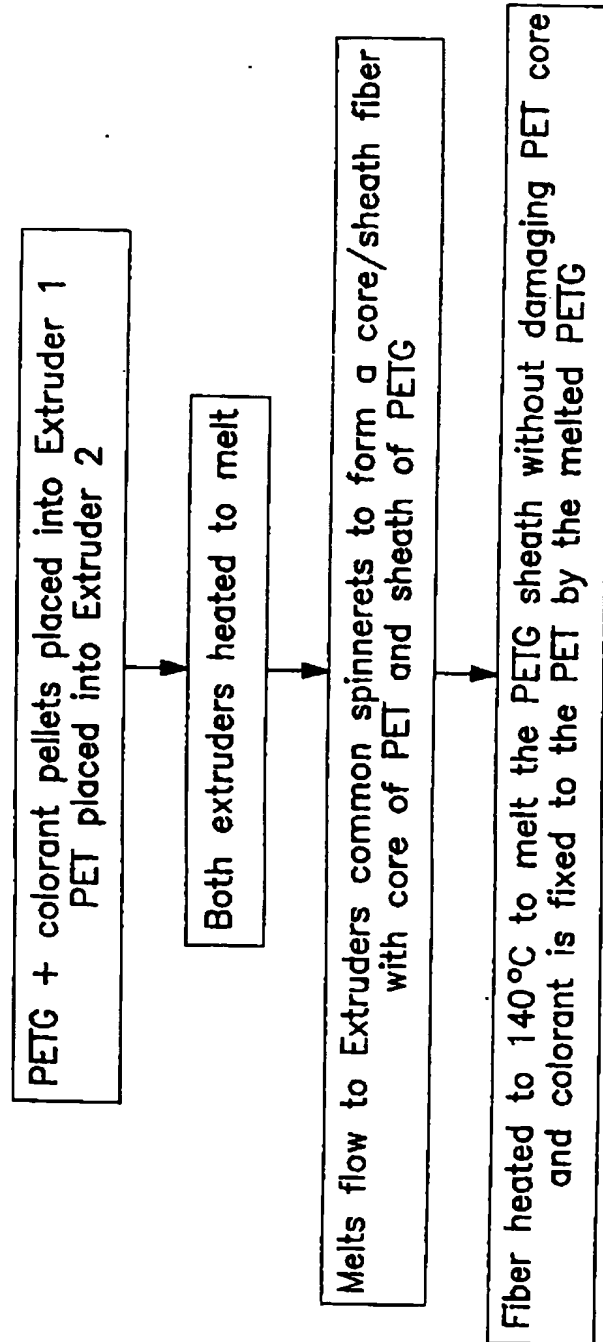 PETG + colorant pellets placed into Extruder 1
PET placed into Extruder 2
Both extruders heated to melt
Melts flow to Extruders common spinnerets to form a core/sheath fiber
with core of PET and sheath of PETG
Fiber heated to 140°C to melt the PETG sheath without damaging PET core
and colorant is fixed to the PET by the melted PETG